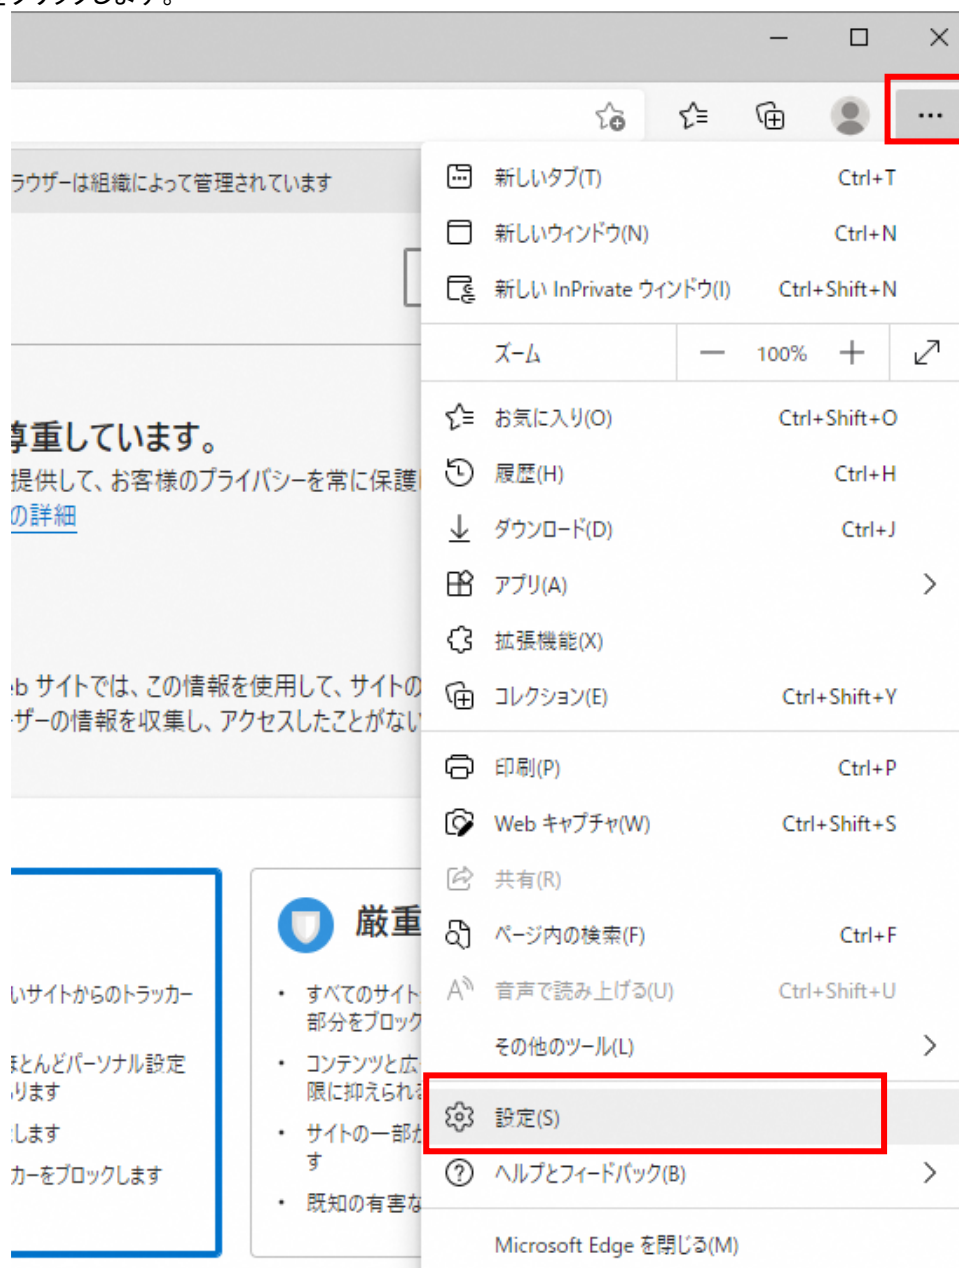 クリックします。
ラウザーは組織によって管理されています
尊重しています。
提供して、お客様のプライバシーを常に保護
の詳細
eb サイトでは、この情報を使用して、サイトの
ーザーの情報を収集し、アクセスしたことがない
いサイトからのトラッカー
ほとんどパーソナル設定
ります
します
カーをブロックします
厳重
• すべてのサイト
部分をブロック
• コンテンツと広
限に抑えられる
• サイトの一部が
す
• 既知の有害な
新しいタブ(T) Ctrl+T
新しいウィンドウ(N) Ctrl+N
新しい InPrivate ウィンドウ(I) Ctrl+Shift+N
ズーム — 100% +
お気に入り(O) Ctrl+Shift+O
履歴(H) Ctrl+H
ダウンロード(D) Ctrl+J
アプリ(A)
拡張機能(X)
コレクション(E) Ctrl+Shift+Y
印刷(P) Ctrl+P
Web キャプチャ(W) Ctrl+Shift+S
共有(R)
ページ内の検索(F) Ctrl+F
音声で読み上げる(U) Ctrl+Shift+U
その他のツール(L)
設定(S)
ヘルプとフィードバック(B)
Microsoft Edge を閉じる(M)